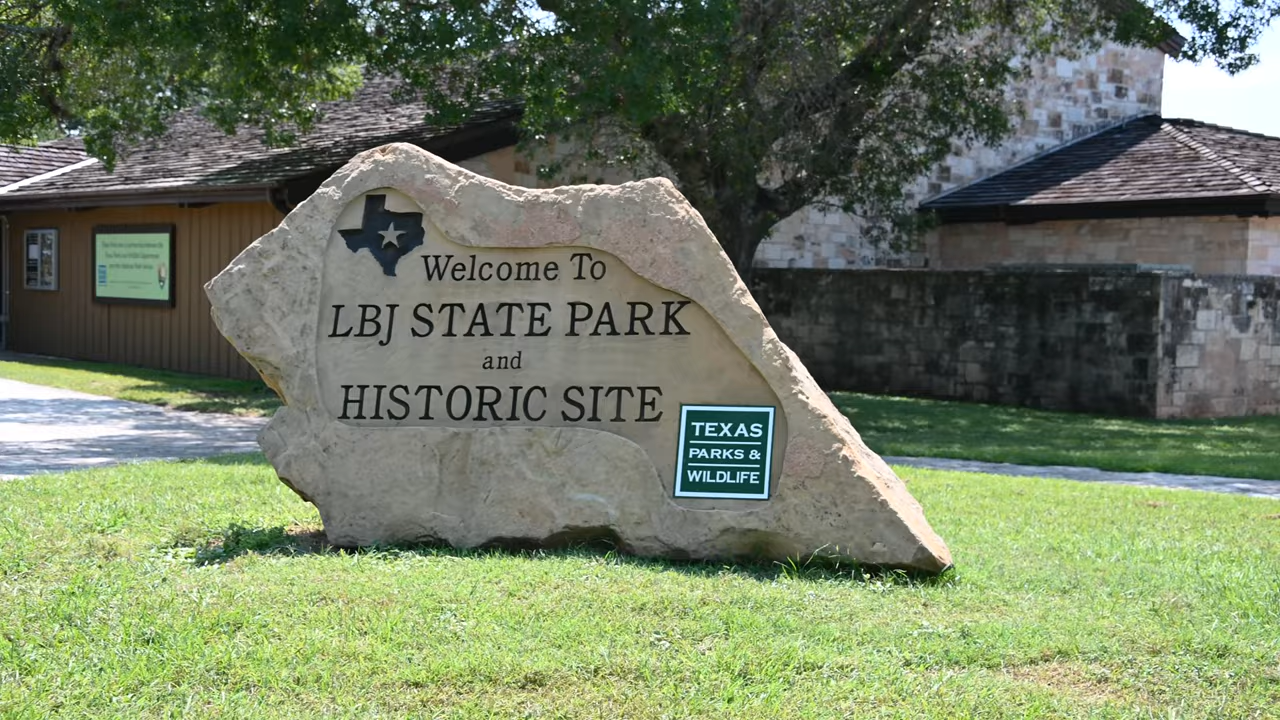 Welcome To
LBJ STATE PARK
and
HISTORIC SITE
TEXAS
PARKS &
WILDLIFE